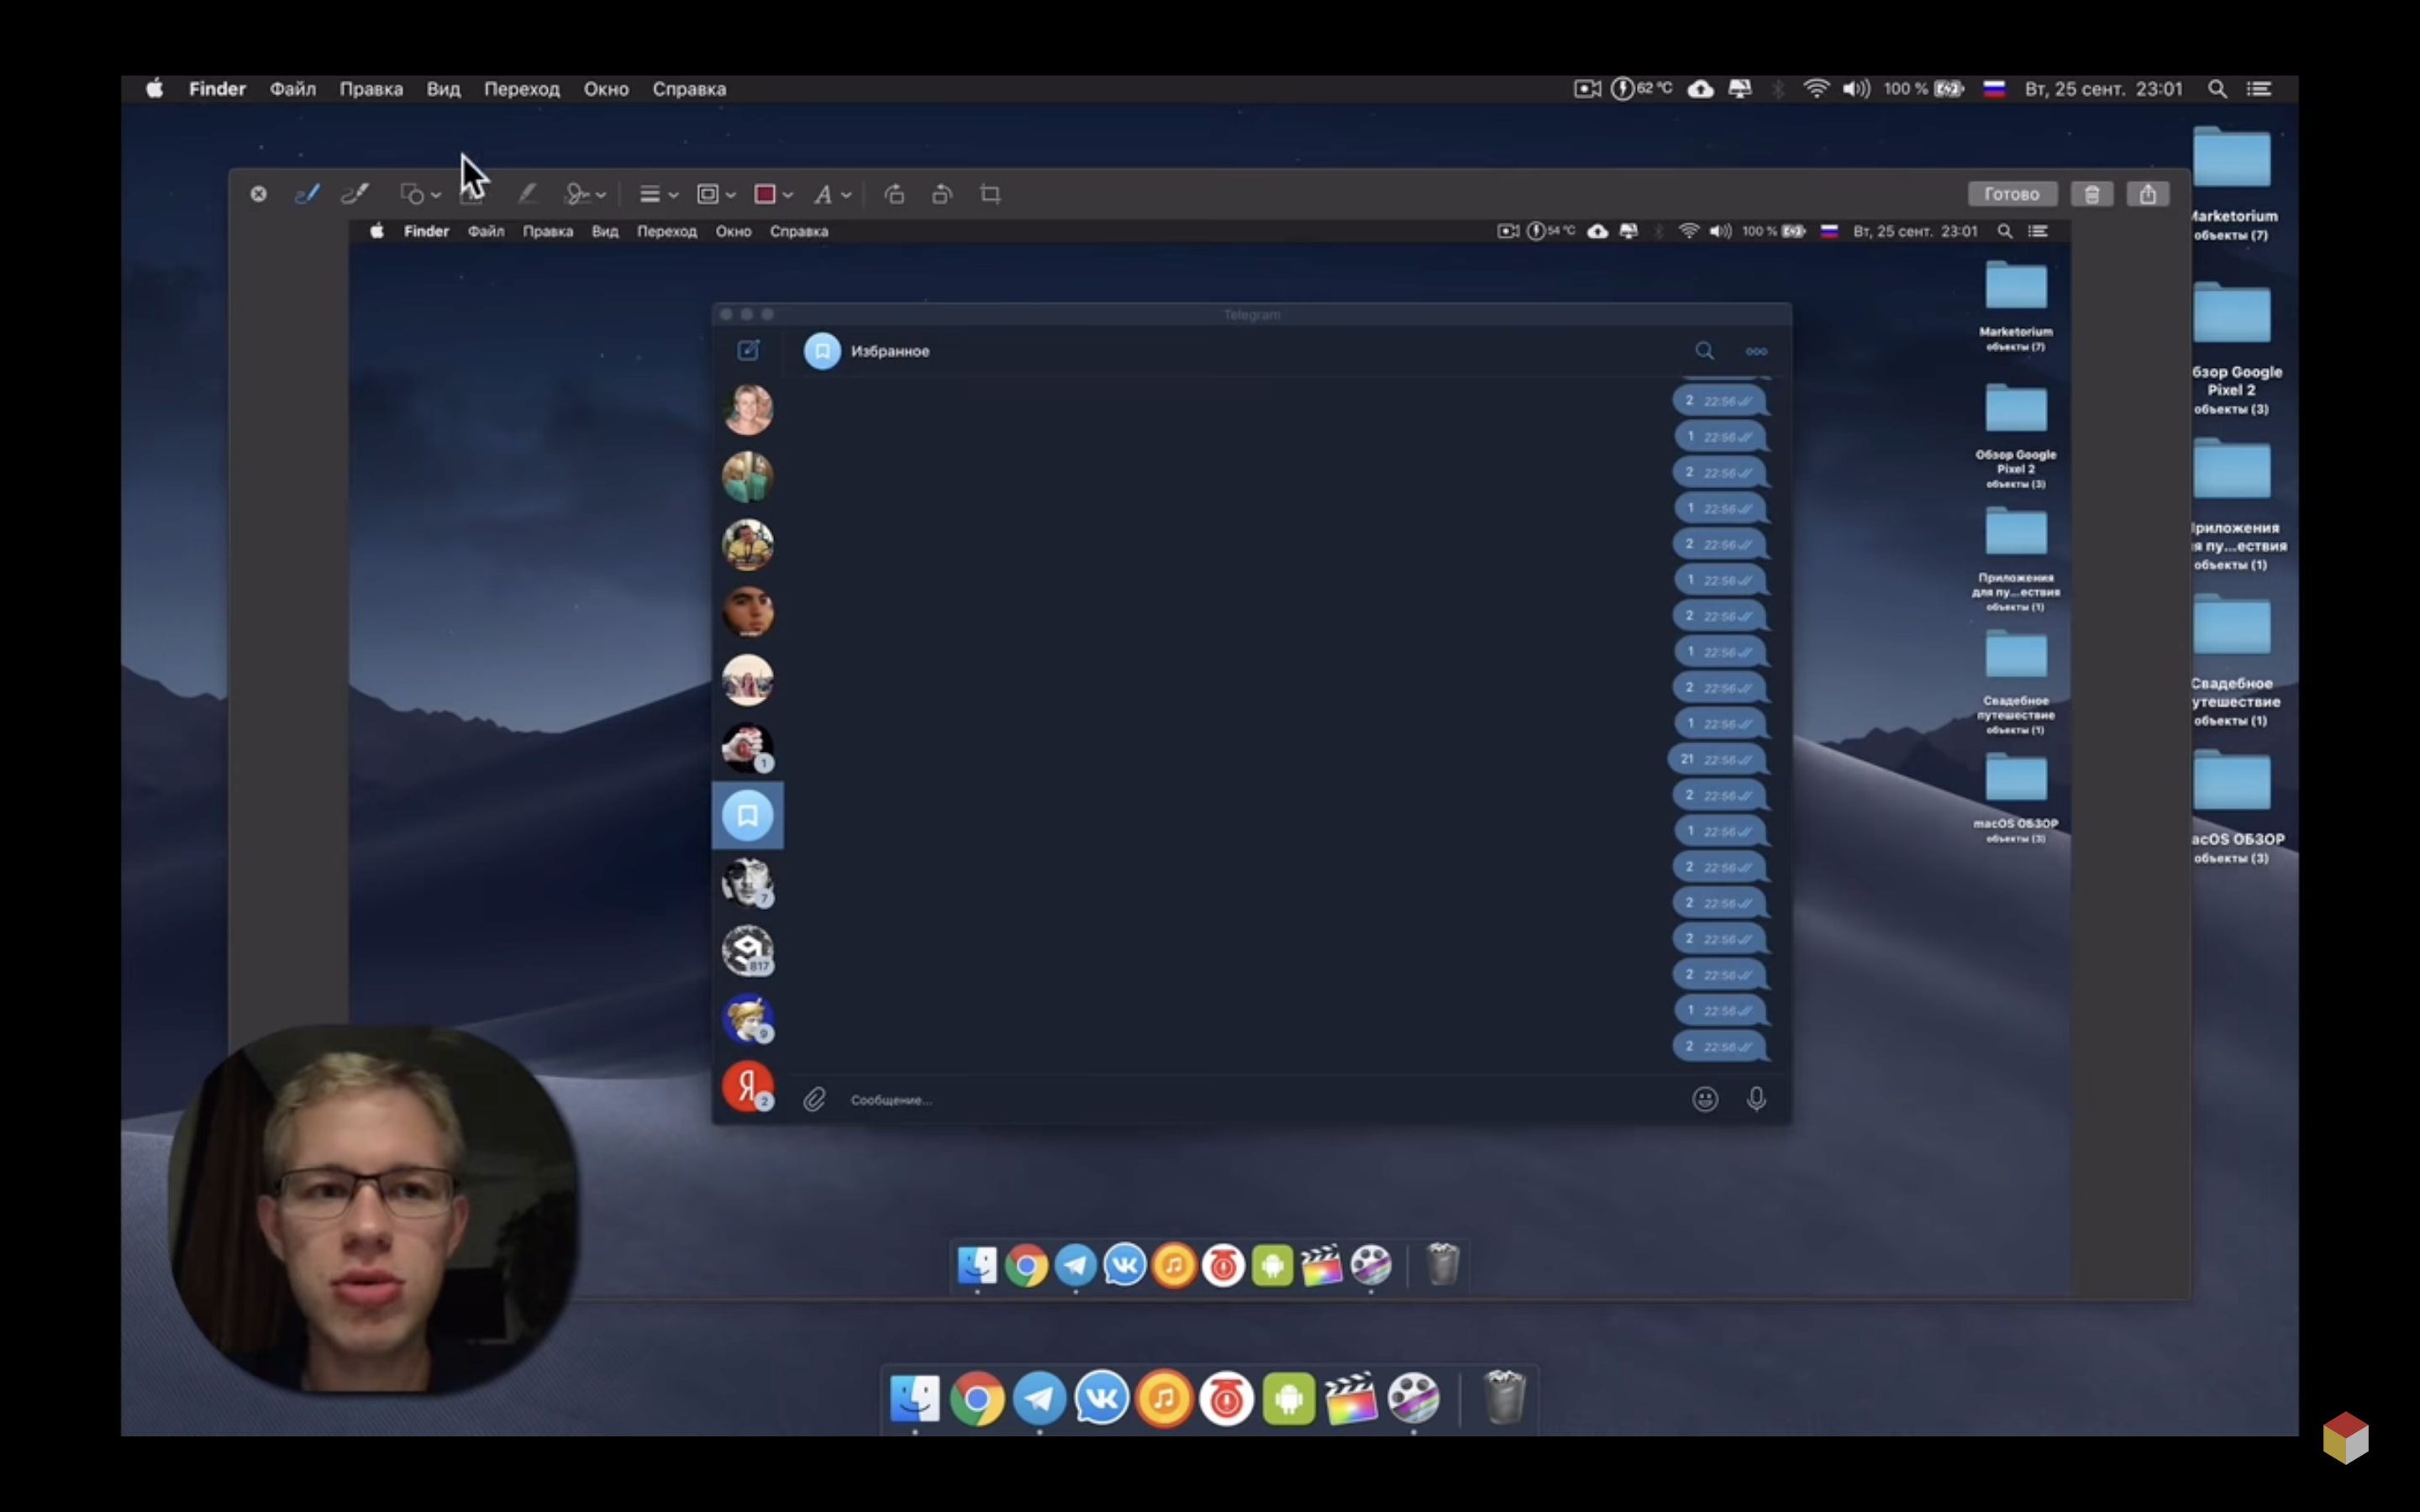 Finder Файл Правка Вид Переход Окно Справка
62 °C 100 % Вт, 25 сент. 23:01
Готово
Finder Файл Правка Вид Переход Окно Справка
54 °C 100 % Вт, 25 сент. 23:01
Telegram
Избранное
2 22:56
1 22:56
2 22:56
1 22:56
2 22:56
1 22:56
2 22:56
1 22:56
2 22:56
1 22:56
21 22:56
2 22:56
1 22:56
2 22:56
2 22:56
2 22:56
2 22:56
1 22:56
2 22:56
1
7
817
9
Я 2
Сообщение...
Marketorium
объекты (7)
Обзор Google
Pixel 2
объекты (3)
Приложения
для пу...ествия
объекты (1)
Свадебное
путешествие
объекты (1)
macOS ОБЗОР
объекты (3)
arketorium
объекты (7)
бзор Google
Pixel 2
объекты (3)
риложения
я пу...ествия
объекты (1)
Свадебное
утешествие
объекты (1)
acOS ОБЗОР
объекты (3)